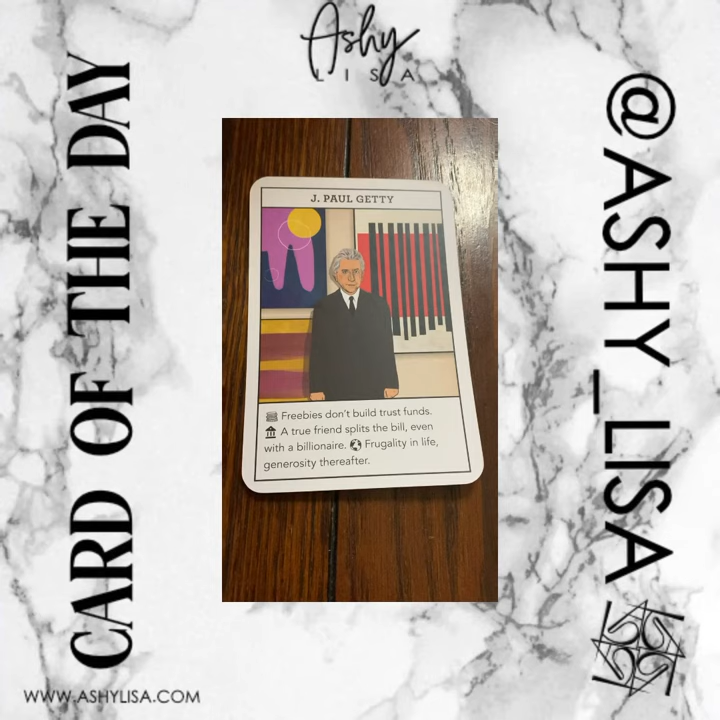 Ashy
LISA
CARD OF THE DAY
J. PAUL GETTY
Freebies don't build trust funds.
A true friend splits the bill, even
with a billionaire. Frugality in life,
generosity thereafter.
@ASHY_LISA
WWW.ASHYLISA.COM